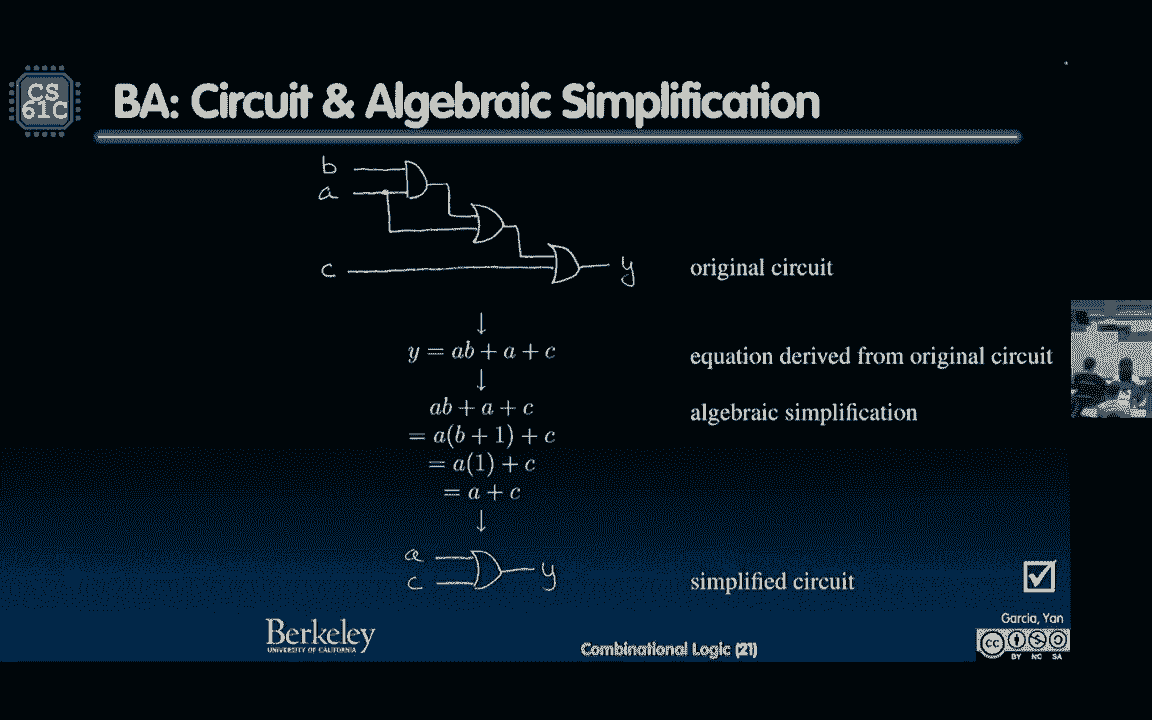 CS
61C
BA: Circuit & Algebraic Simplification
b
a
c
y
original circuit
↓
y = ab + a + c
equation derived from original circuit
↓
ab + a + c
algebraic simplification
= a(b + 1) + c
= a(1) + c
= a + c
↓
a
c
y
simplified circuit
Berkeley
UNIVERSITY OF CALIFORNIA
Combinational Logic (21)
Garcia, Yan
cc
BY NC SA